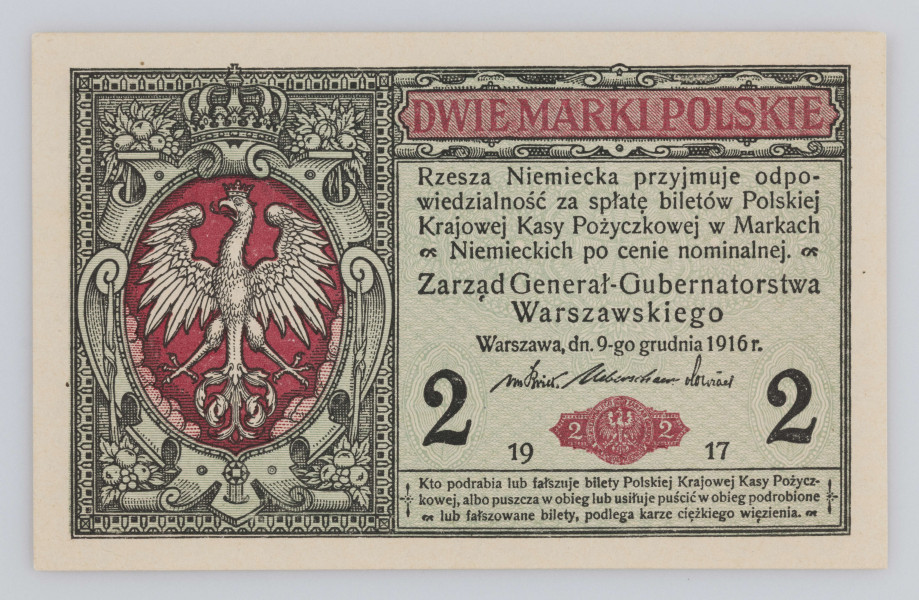 DWIE MARKI POLSKIE
Rzesza Niemiecka przyjmuje odpo-
wiedzialność za spłatę biletów Polskiej
Krajowej Kasy Pożyczkowej w Markach
Niemieckich po cenie nominalnej.
Zarząd Generał-Gubernatorstwa
Warszawskiego
Warszawa, dn. 9-go grudnia 1916 r.
2 2
2 2
19 17
Kto podrabia lub fałszuje bilety Polskiej Krajowej Kasy Pożycz-
kowej, albo puszcza w obieg lub usiłuje puścić w obieg podrobione
lub fałszowane bilety, podlega karze ciężkiego więzienia.